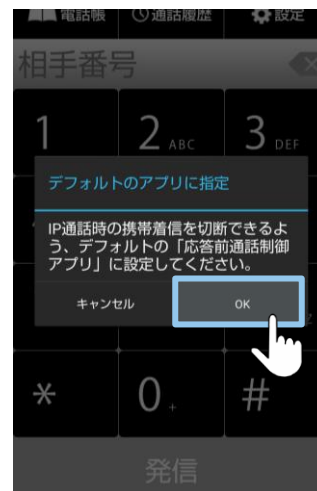 電話帳 通話履歴 設定
相手番号
1 2 ABC 3 DEF
デフォルトのアプリに指定
IP通話時の携帯着信を切断できるよ
う、デフォルトの「応答前通話制御
アプリ」に設定してください。
キャンセル OK
* 0 + #
発信